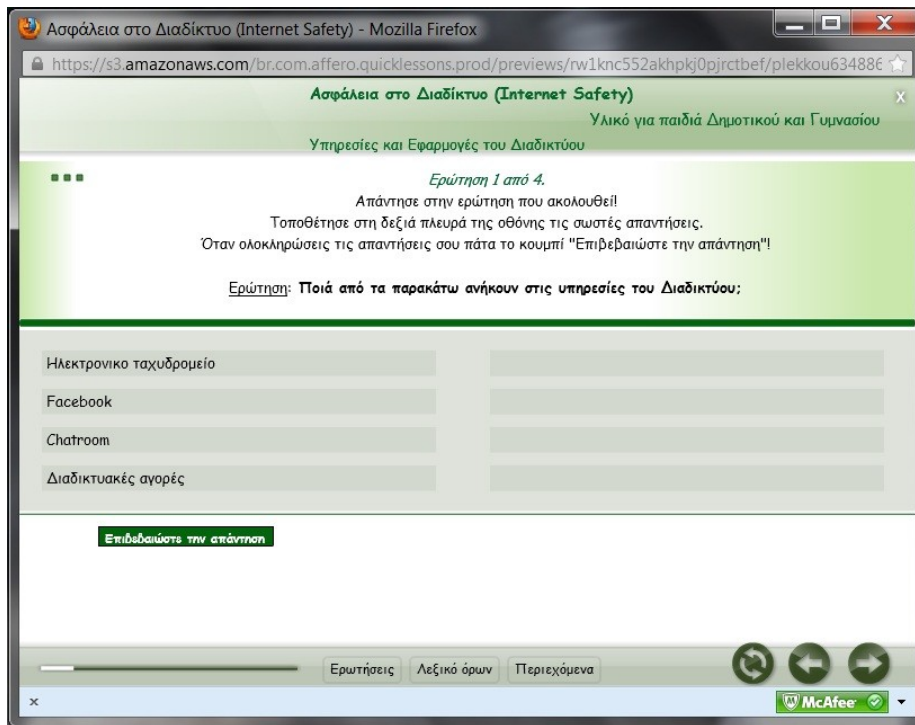 Ασφάλεια στο Διαδίκτυο (Internet Safety) - Mozilla Firefox
https://s3.amazonaws.com/br.com.affero.quicklessons.prod/previews/rw1knc552akhpkj0pjrctbef/plekkou634886
Ασφάλεια στο Διαδίκτυο (Internet Safety)
x
Υλικό για παιδιά Δημοτικού και Γυμνασίου
Υπηρεσίες και Εφαρμογές του Διαδικτύου
Ερώτηση 1 από 4.
Απάντησε στην ερώτηση που ακολουθεί!
Τοποθέτησε στη δεξιά πλευρά της οθόνης τις σωστές απαντήσεις.
Όταν ολοκληρώσεις τις απαντήσεις σου πάτα το κουμπί "Επιβεβαιώστε την απάντηση"!
Ερώτηση: Ποιά από τα παρακάτω ανήκουν στις υπηρεσίες του Διαδικτύου;
Ηλεκτρονικο ταχυδρομείο
Facebook
Chatroom
Διαδικτυακές αγορές
Επιβεβαιώστε την απάντηση
Ερωτήσεις
Λεξικό όρων
Περιεχόμενα
x
McAfee